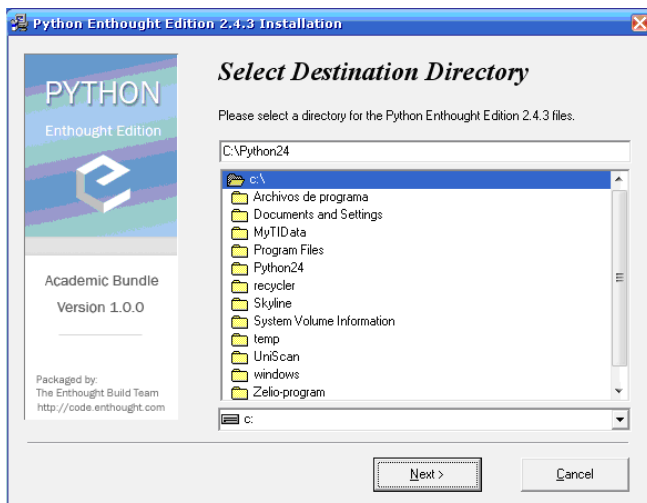 Python Enthought Edition 2.4.3 Installation
PYTHON
Enthought Edition
Academic Bundle
Version 1.0.0
Packaged by:
The Enthought Build Team
http://code.enthought.com
Select Destination Directory
Please select a directory for the Python Enthought Edition 2.4.3 files.
C:\Python24
c:\
Archivos de programa
Documents and Settings
MyTIData
Program Files
Python24
recycler
Skyline
System Volume Information
temp
UniScan
windows
Zelio-program
c:
Next >
Cancel